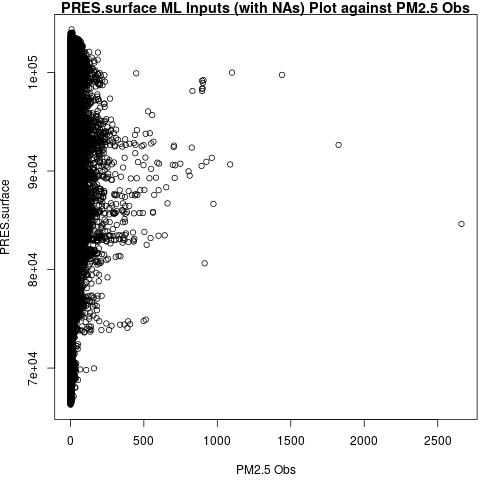 PRES.surface ML Inputs (with NAs) Plot against PM2.5 Obs
1e+05
9e+04
8e+04
7e+04
PRES.surface
0 500 1000 1500 2000 2500
PM2.5 Obs